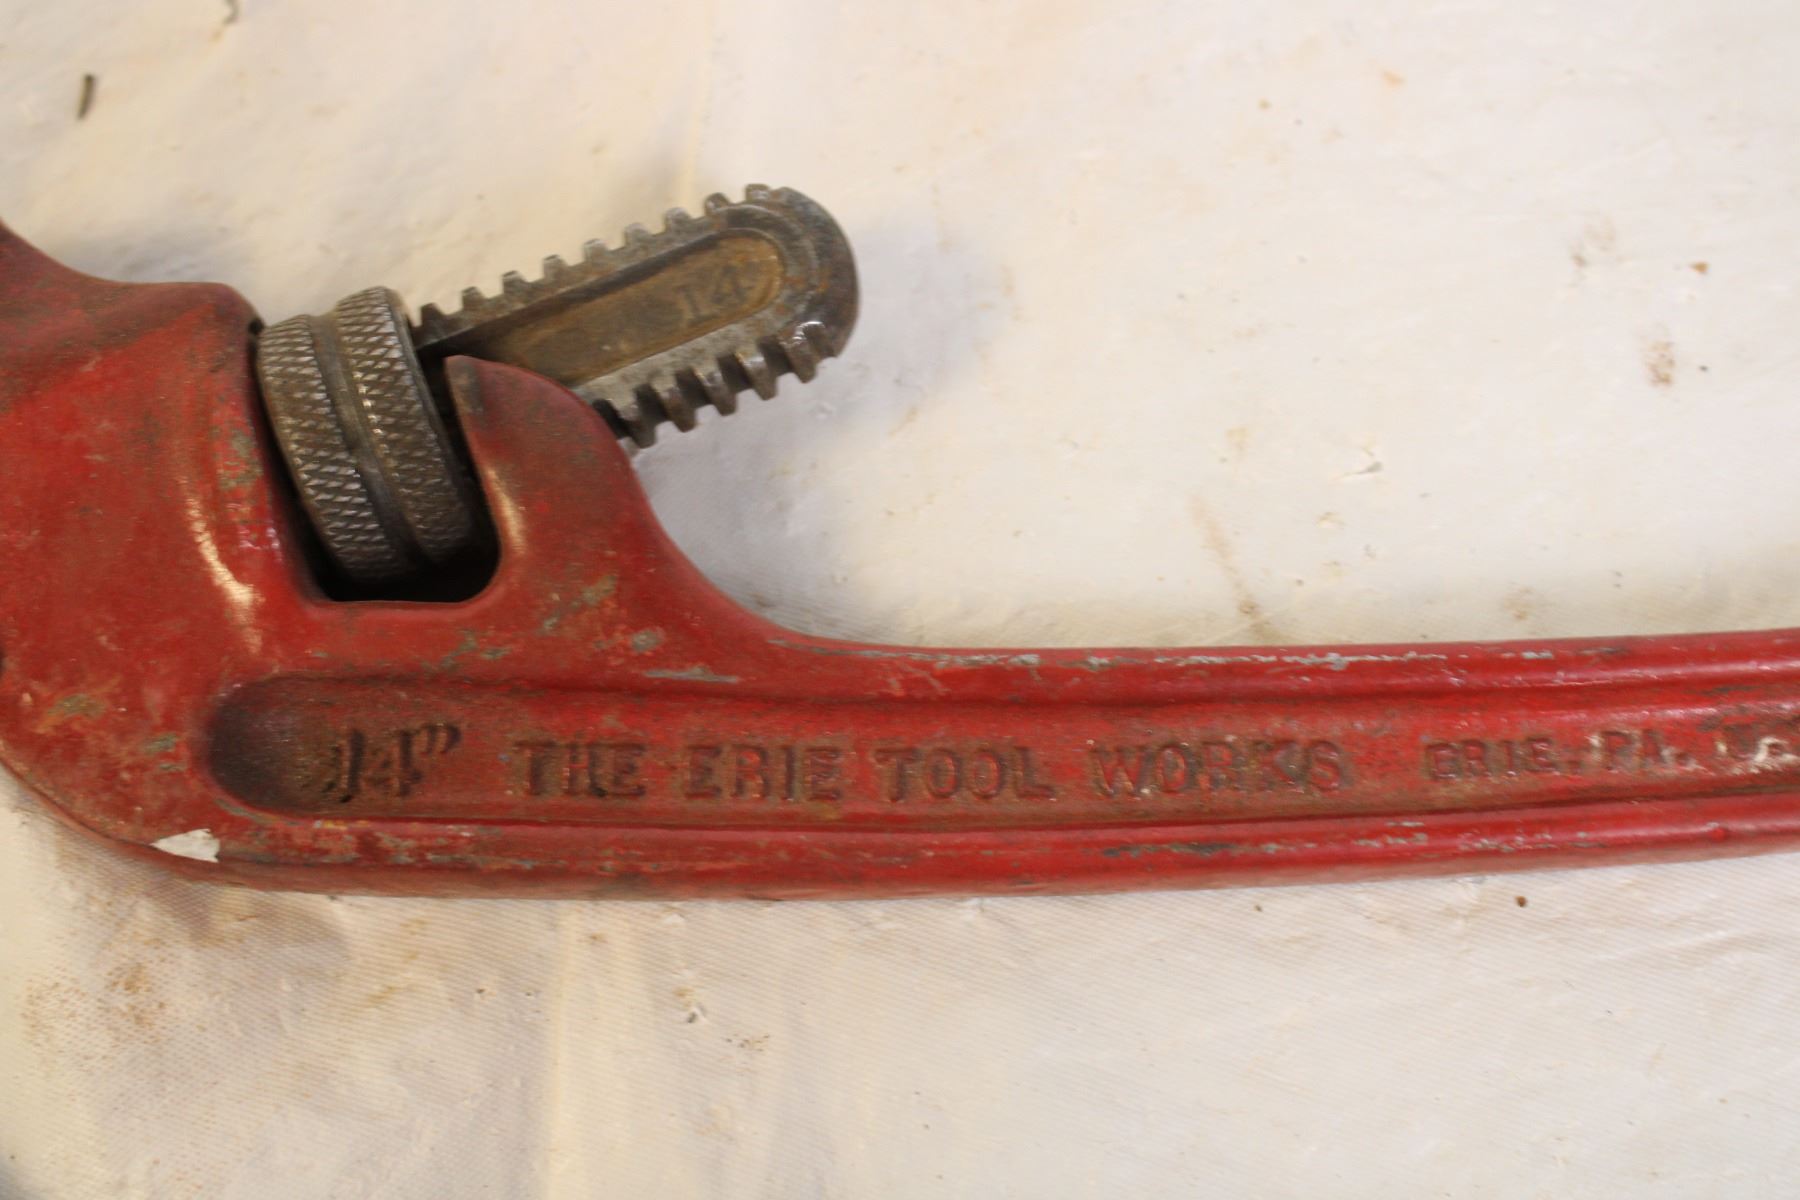 14
14" THE ERIE TOOL WORKS ERIE, PA.